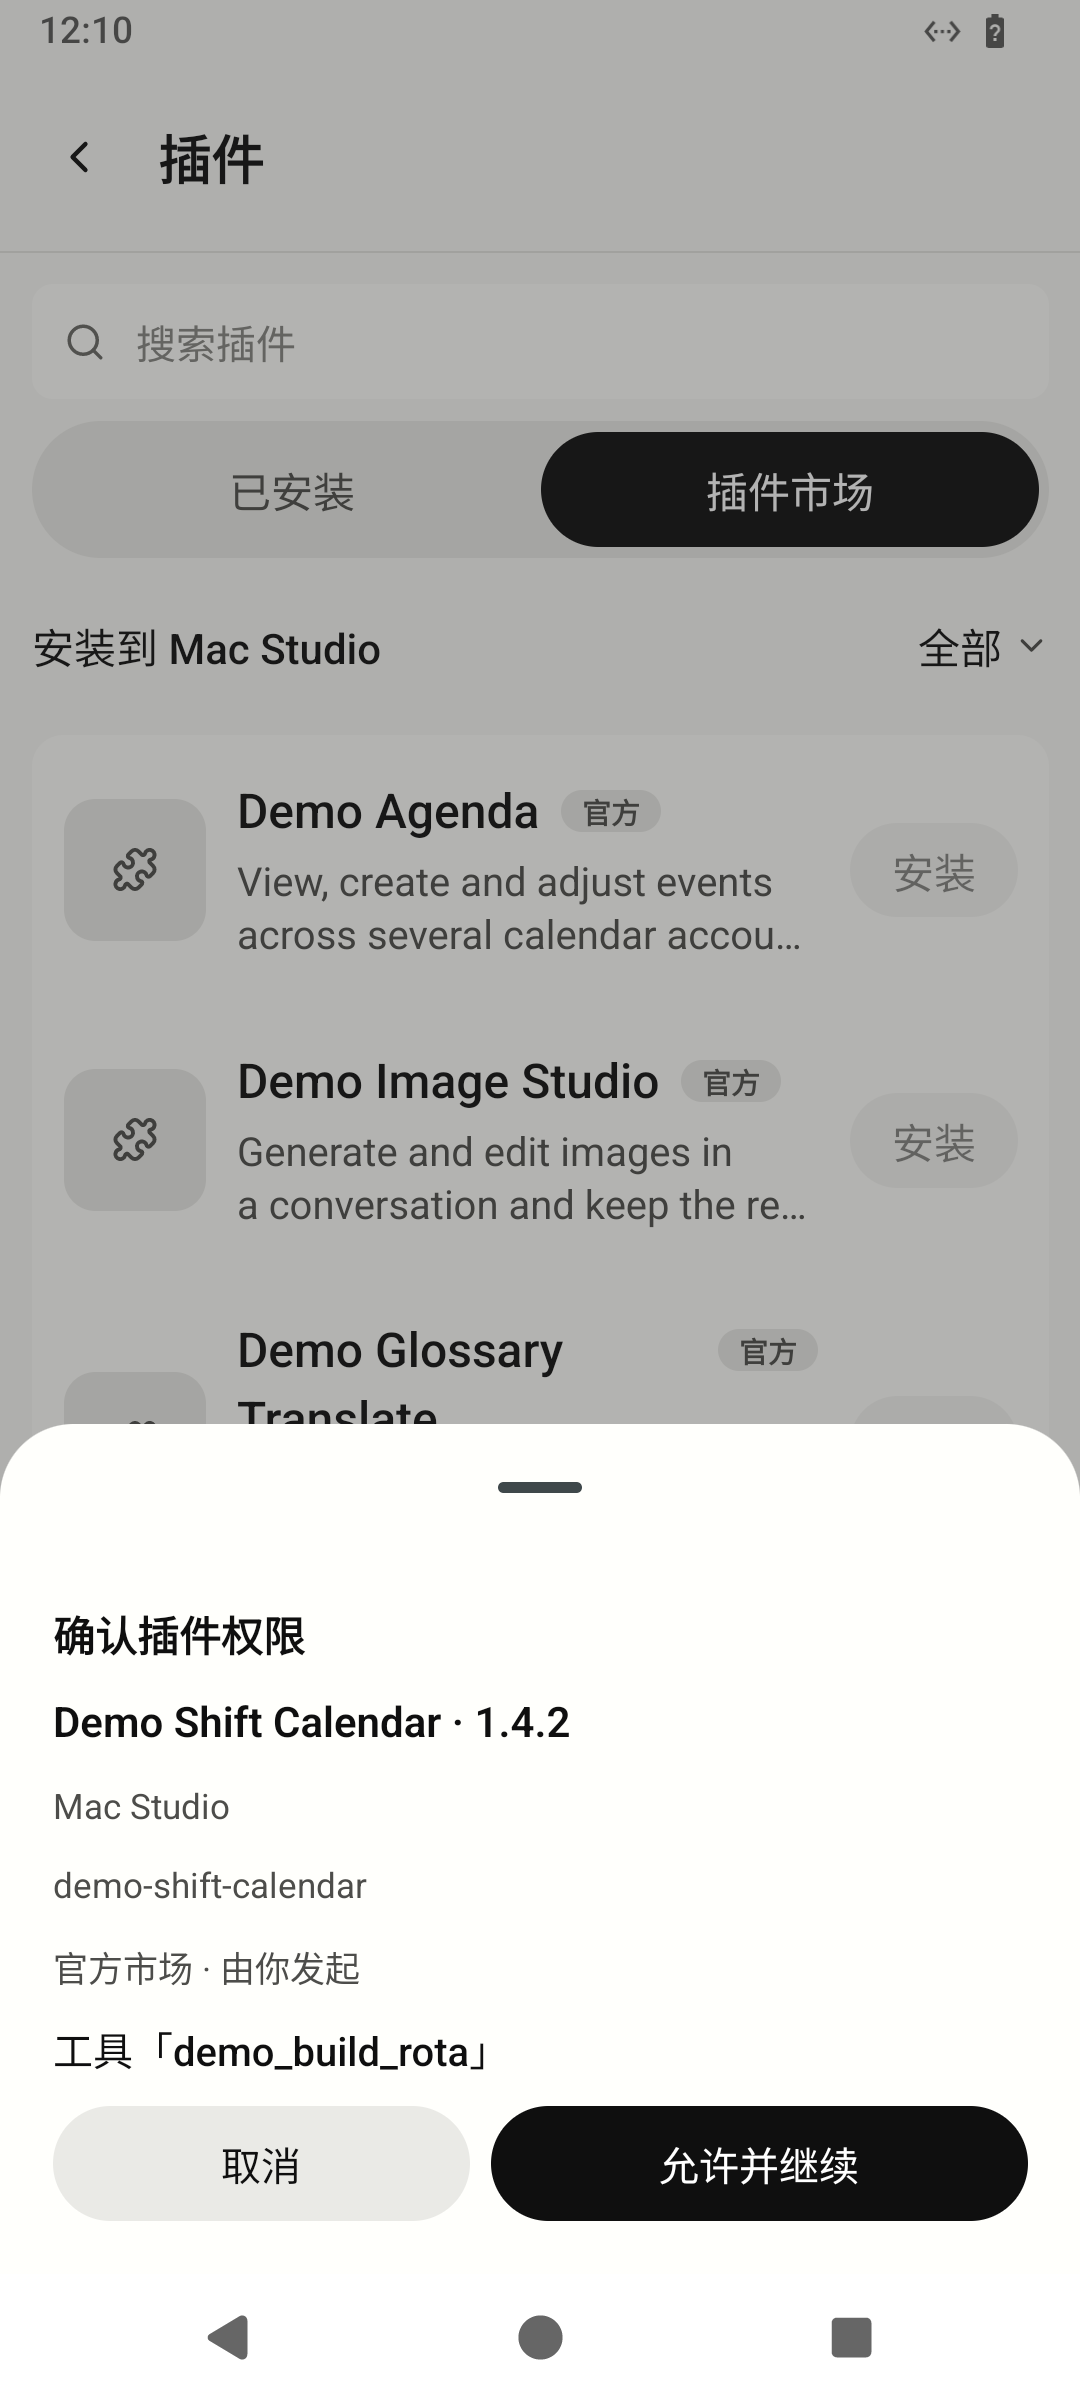 12:10
插件
搜索插件
已安装
插件市场
安装到 Mac Studio
全部
Demo Agenda
官方
View, create and adjust events
across several calendar accou…
安装
Demo Image Studio
官方
Generate and edit images in
a conversation and keep the re…
安装
Demo Glossary
官方
Translate
确认插件权限
Demo Shift Calendar · 1.4.2
Mac Studio
demo-shift-calendar
官方市场 · 由你发起
工具「demo_build_rota」
取消
允许并继续